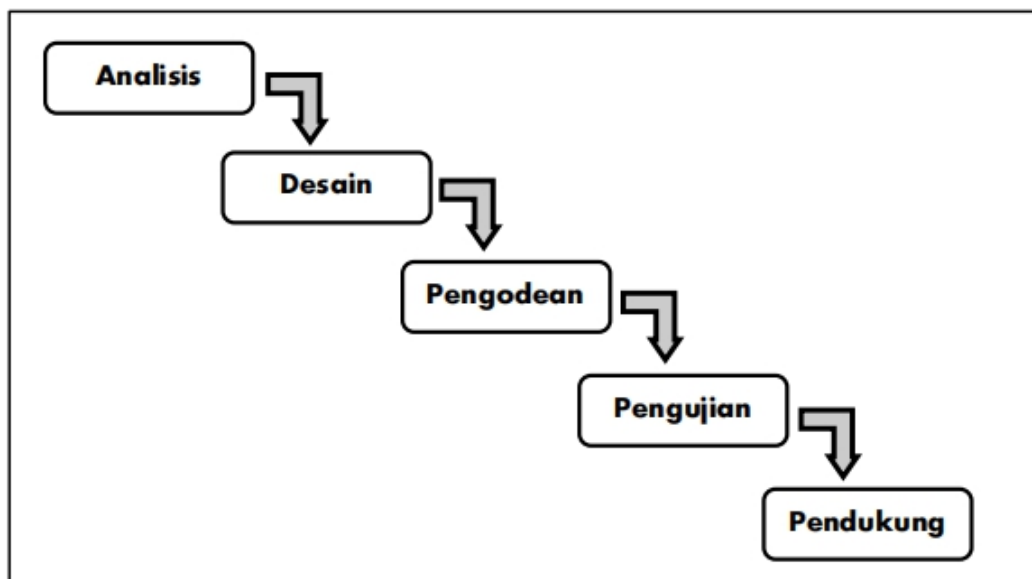 Analisis
Desain
Pengodean
Pengujian
Pendukung